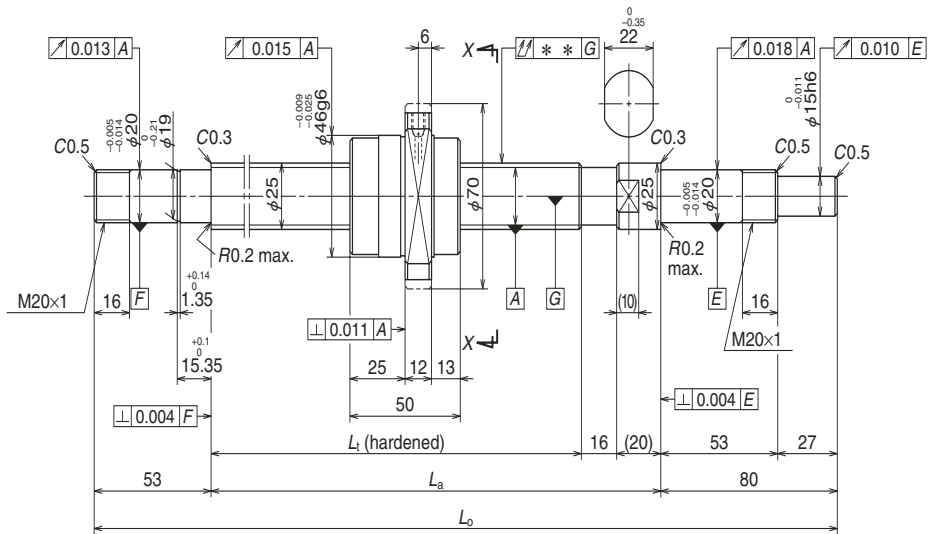 0
-0.35
22
6
X
↗ 0.013 A
↗ 0.015 A
⌰ * * G
↗ 0.018 A
↗ 0.010 E
-0.005
-0.014
φ20
0
-0.21
φ19
-0.009
-0.025
φ46g6
0
-0.011
φ15h6
C0.5
C0.3
C0.3
C0.5
C0.5
φ25
φ70
φ25
-0.005
-0.014
φ20
R0.2 max.
R0.2
max.
M20×1
16
F
+0.14
0
1.35
A
G
(10)
E
16
M20×1
⊥ 0.011 A
X
+0.1
0
15.35
25
12
13
50
⊥ 0.004 F
⊥ 0.004 E
Lt (hardened)
16
(20)
53
27
53
La
80
Lo